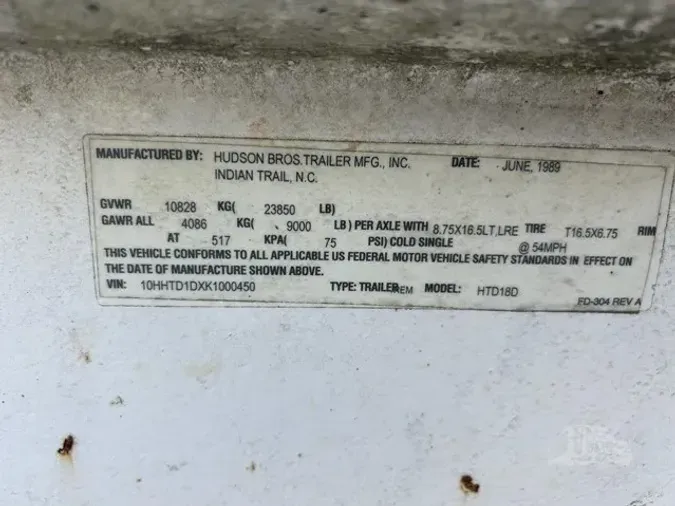 MANUFACTURED BY: HUDSON BROS. TRAILER MFG., INC. DATE: JUNE, 1989
INDIAN TRAIL, N.C.
GVWR 10828 KG( 23850 LB)
GAWR ALL 4086 KG( 9000 LB) PER AXLE WITH 8.75X16.5LT,LRE TIRE T16.5X6.75 RIM
AT 517 KPA( 75 PSI) COLD SINGLE @ 54MPH
THIS VEHICLE CONFORMS TO ALL APPLICABLE US FEDERAL MOTOR VEHICLE SAFETY STANDARDS IN EFFECT ON
THE DATE OF MANUFACTURE SHOWN ABOVE.
VIN: 10HHTD1DXK1000450 TYPE: TRAILER EM MODEL: HTD18D
FD-304 REV A